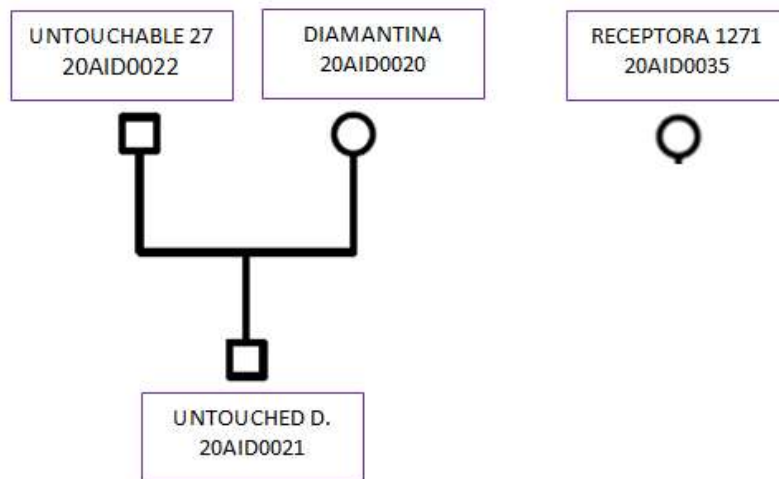 UNTOUCHABLE 27
20AID0022
DIAMANTINA
20AID0020
RECEPTORA 1271
20AID0035
UNTOUCHED D.
20AID0021